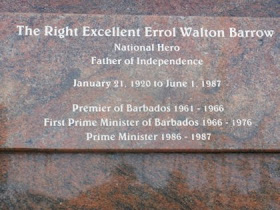 The Right Excellent Errol Walton Barrow
National Hero
Father of Independence
January 21, 1920 to June 1, 1987
Premier of Barbados 1961 - 1966
First Prime Minister of Barbados 1966 - 1976
Prime Minister 1986 - 1987